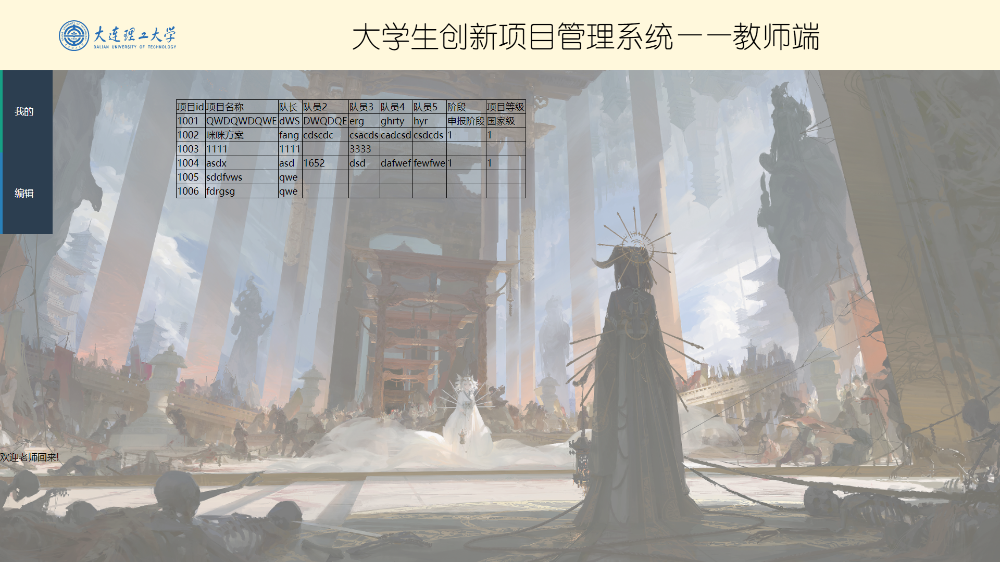 大连理工大学
DALIAN UNIVERSITY OF TECHNOLOGY
大学生创新项目管理系统——教师端
我的
编辑
项目id 项目名称 队长 队员2 队员3 队员4 队员5 阶段 项目等级
1001 QWDQWDQWE dWS DWQDQE erg ghrty hyr 申报阶段 国家级
1002 咪咪方案 fang cdscdc csacds cadcsd csdcds 1 1
1003 1111 1111 3333
1004 asdx asd 1652 dsd dafwef fewfwe 1 1
1005 sddfvws qwe
1006 fdrgsg qwe
欢迎老师回来!